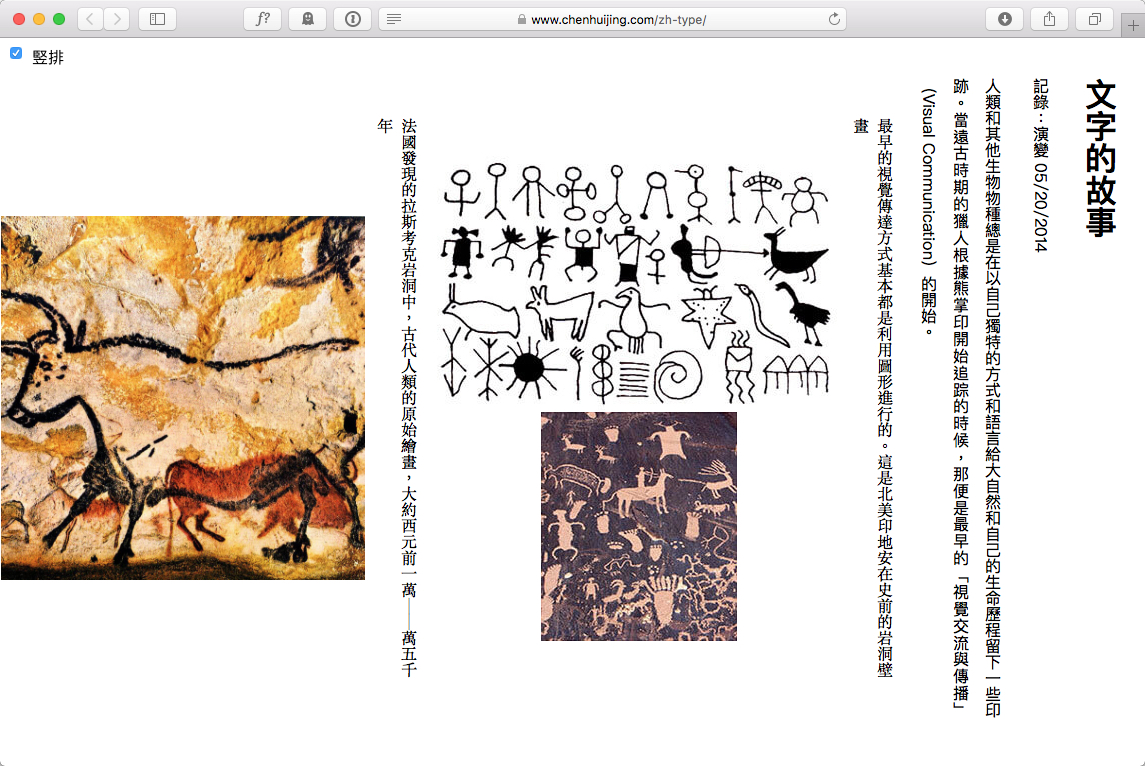 www.chenhuijing.com/zh-type/
竪排
文字的故事
記錄：演變 05/20/2014
人類和其他生物物種總是在以自己獨特的方式和語言給大自然和自己的生命歷程留下一些印
跡。當遠古時期的獵人根據熊掌印開始追踪的時候，那便是最早的「視覺交流與傳播」
(Visual Communication) 的開始。
最早的視覺傳達方式基本都是利用圖形進行的。這是北美印地安在史前的岩洞壁
畫
法國發現的拉斯考克岩洞中，古代人類的原始繪畫，大約西元前一萬——萬五千
年